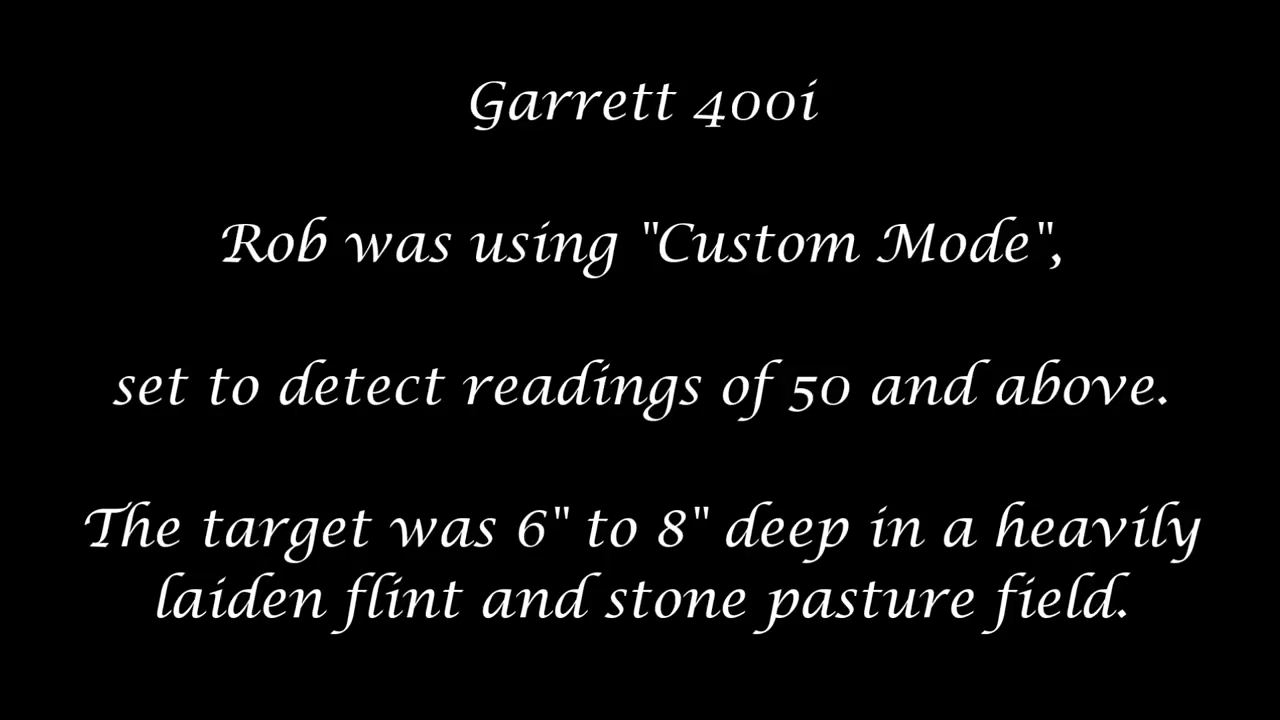 Garrett 400i
Rob was using "Custom Mode",
set to detect readings of 50 and above.
The target was 6" to 8" deep in a heavily
laiden flint and stone pasture field.